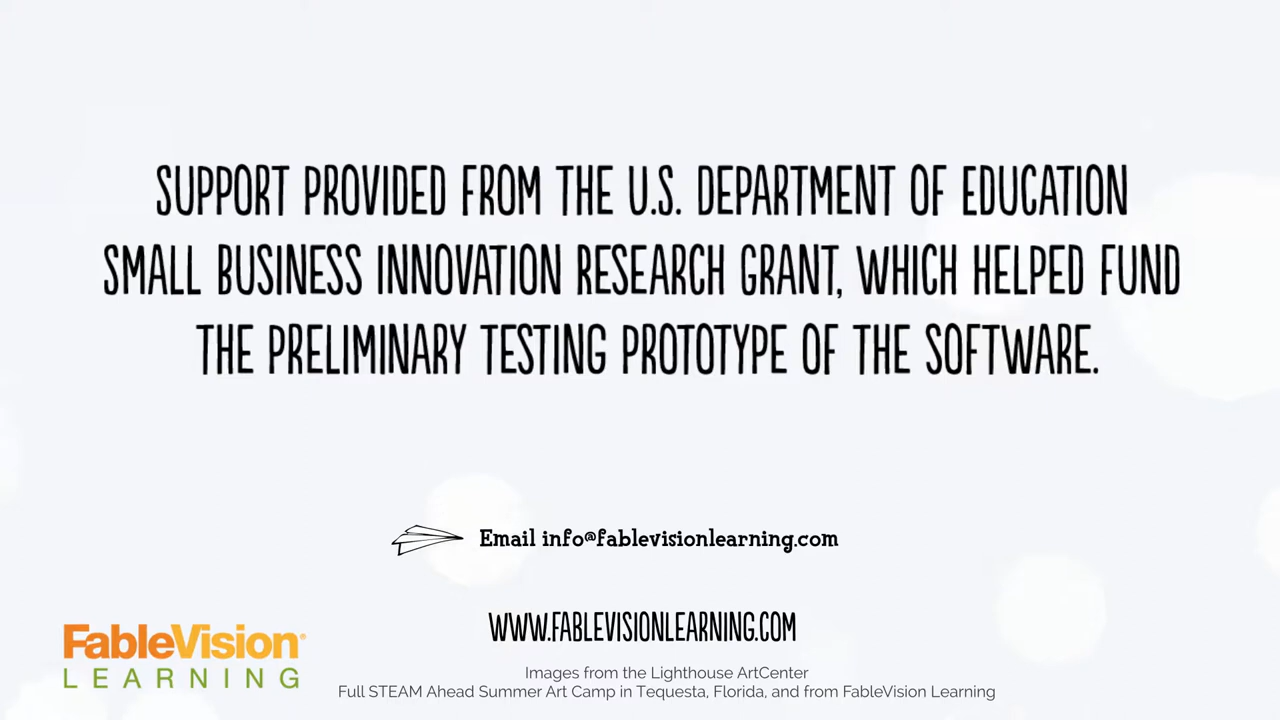 SUPPORT PROVIDED FROM THE U.S. DEPARTMENT OF EDUCATION
SMALL BUSINESS INNOVATION RESEARCH GRANT, WHICH HELPED FUND
THE PRELIMINARY TESTING PROTOTYPE OF THE SOFTWARE.
Email info@fablevisionlearning.com
WWW.FABLEVISIONLEARNING.COM
FableVision®
LEARNING
Images from the Lighthouse ArtCenter
Full STEAM Ahead Summer Art Camp in Tequesta, Florida, and from FableVision Learning